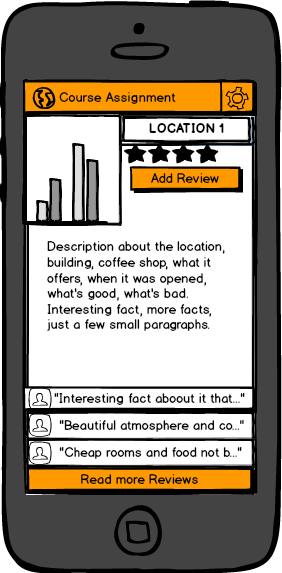 Course Assignment
LOCATION 1
Add Review
Description about the location,
building, coffee shop, what it
offers, when it was opened,
what's good, what's bad.
Interesting fact, more facts,
just a few small paragraphs.
"Interesting fact aboout it that..."
"Beautiful atmosphere and co..."
"Cheap rooms and food not b..."
Read more Reviews